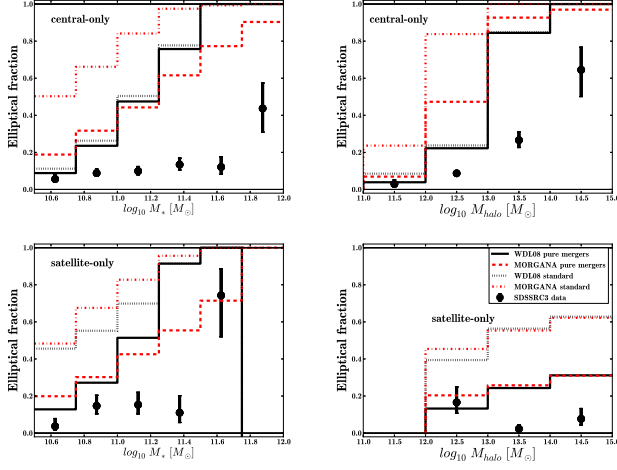 central-only
Elliptical fraction
1.0
0.8
0.6
0.4
0.2
0.0
10.6 10.8 11.0 11.2 11.4 11.6 11.8 12.0
log10 M* [M⊙]
central-only
Elliptical fraction
1.0
0.8
0.6
0.4
0.2
0.0
11.0 11.5 12.0 12.5 13.0 13.5 14.0 14.5 15.0
log10 Mhalo [M⊙]
satellite-only
Elliptical fraction
1.0
0.8
0.6
0.4
0.2
0.0
10.6 10.8 11.0 11.2 11.4 11.6 11.8 12.0
log10 M* [M⊙]
WDL08 pure mergers
MORGANA pure mergers
WDL08 standard
MORGANA standard
SDSSRC3 data
satellite-only
Elliptical fraction
1.0
0.8
0.6
0.4
0.2
0.0
11.0 11.5 12.0 12.5 13.0 13.5 14.0 14.5 15.0
log10 Mhalo [M⊙]